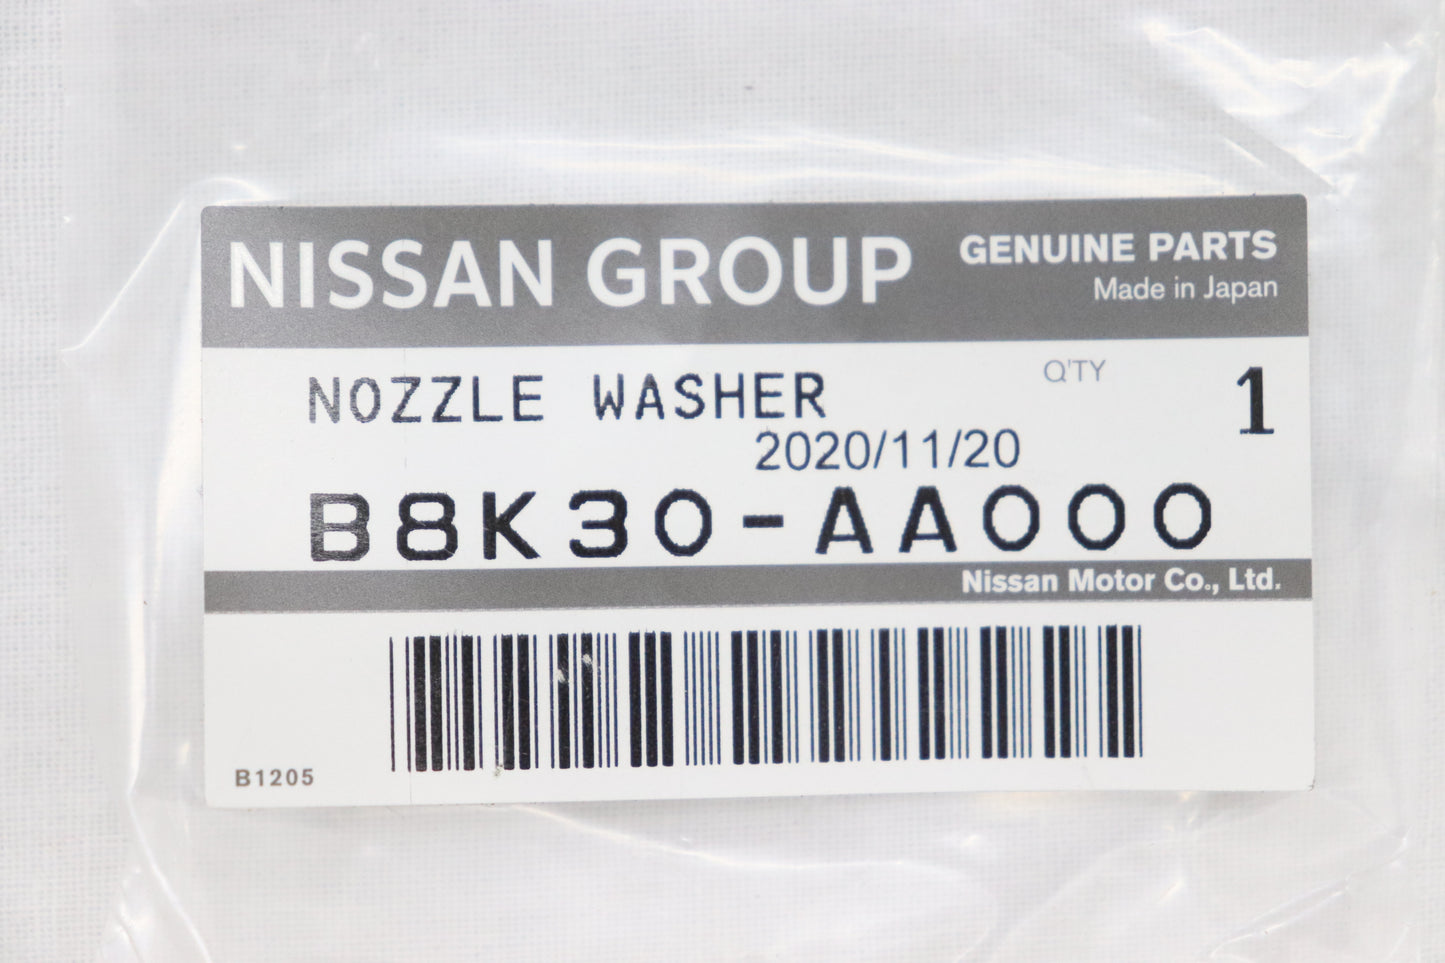 NISSAN GROUP
GENUINE PARTS
Made in Japan
NOZZLE WASHER
Q'TY 1
2020/11/20
B8K30-AA000
Nissan Motor Co., Ltd.
B1205